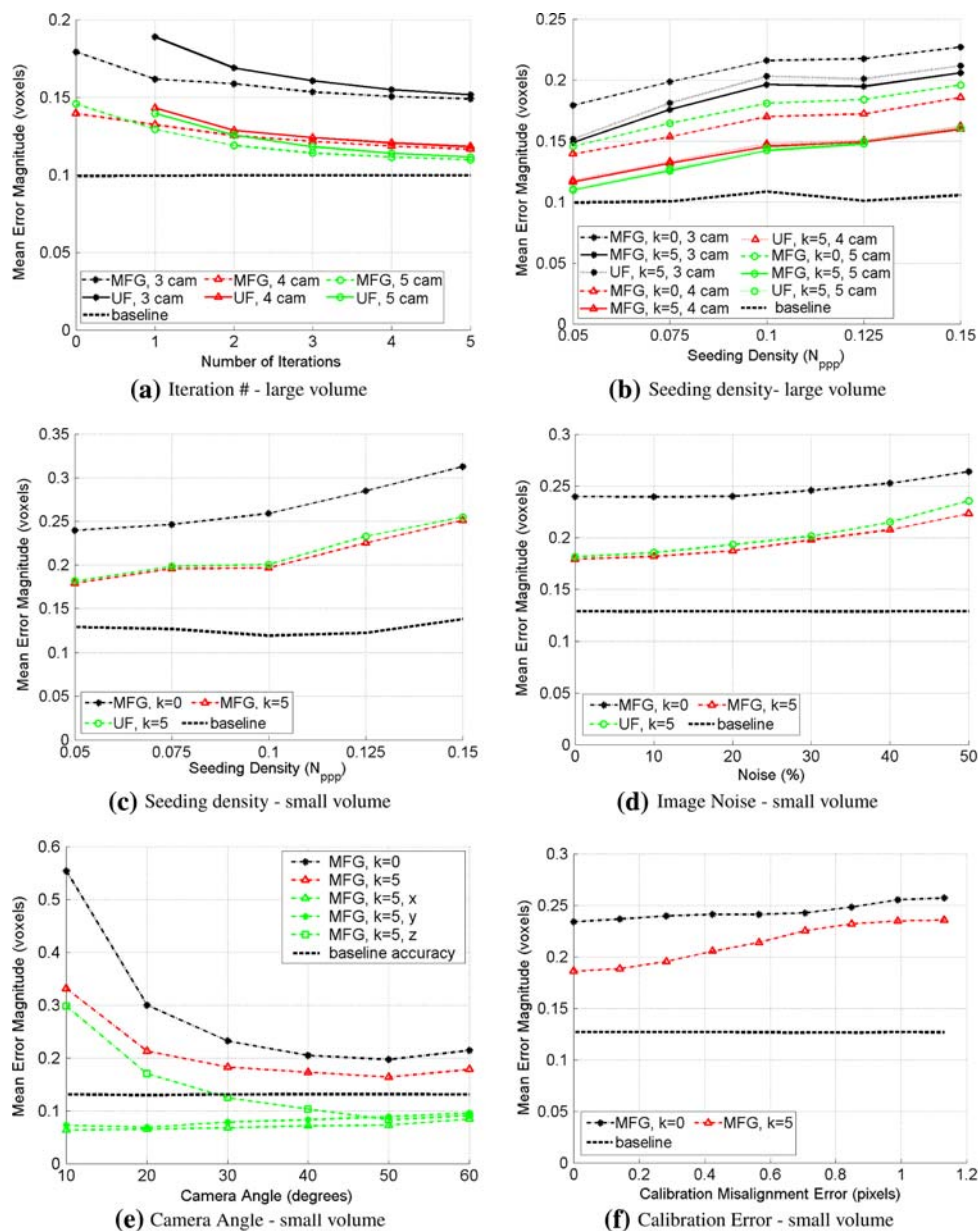 0.2
0.15
0.1
0.05
0
Mean Error Magnitude (voxels)
MFG, 3 cam MFG, 4 cam MFG, 5 cam
UF, 3 cam UF, 4 cam UF, 5 cam
baseline
0 1 2 3 4 5
Number of Iterations
(a) Iteration # - large volume
0.25
0.2
0.15
0.1
0.05
0
Mean Error Magnitude (voxels)
MFG, k=0, 3 cam UF, k=5, 4 cam
MFG, k=5, 3 cam MFG, k=0, 5 cam
UF, k=5, 3 cam MFG, k=5, 5 cam
MFG, k=0, 4 cam UF, k=5, 5 cam
MFG, k=5, 4 cam baseline
0.05 0.075 0.1 0.125 0.15
Seeding Density (Nppp)
(b) Seeding density- large volume
0.35
0.3
0.25
0.2
0.15
0.1
0.05
0
Mean Error Magnitude (voxels)
MFG, k=0 MFG, k=5
UF, k=5 baseline
0.05 0.075 0.1 0.125 0.15
Seeding Density (Nppp)
(c) Seeding density - small volume
0.3
0.25
0.2
0.15
0.1
0.05
0
Mean Error Magnitude (voxels)
MFG, k=0 MFG, k=5
UF, k=5 baseline
0 10 20 30 40 50
Noise (%)
(d) Image Noise - small volume
0.6
0.5
0.4
0.3
0.2
0.1
0
Mean Error Magnitude (voxels)
MFG, k=0
MFG, k=5
MFG, k=5, x
MFG, k=5, y
MFG, k=5, z
baseline accuracy
10 20 30 40 50 60
Camera Angle (degrees)
(e) Camera Angle - small volume
0.3
0.25
0.2
0.15
0.1
0.05
0
Mean Error Magnitude (voxels)
MFG, k=0 MFG, k=5
baseline
0 0.2 0.4 0.6 0.8 1 1.2
Calibration Misalignment Error (pixels)
(f) Calibration Error - small volume